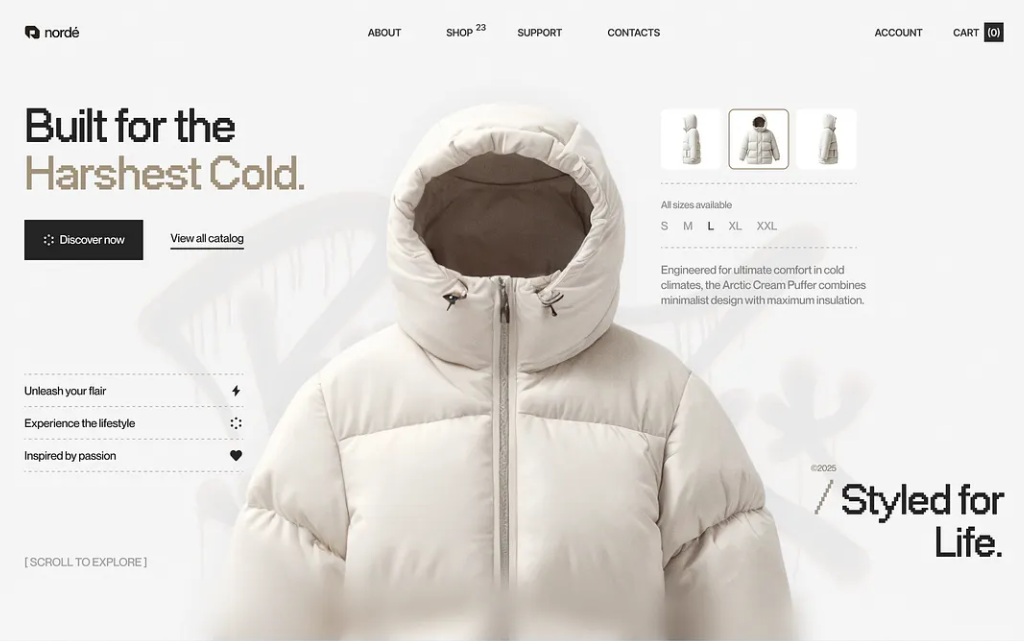 nordé
ABOUT
SHOP 23
SUPPORT
CONTACTS
ACCOUNT
CART (0)
Built for the
Harshest Cold.
Discover now
View all catalog
All sizes available
S M L XL XXL
Engineered for ultimate comfort in cold
climates, the Arctic Cream Puffer combines
minimalist design with maximum insulation.
Unleash your flair
Experience the lifestyle
Inspired by passion
[ SCROLL TO EXPLORE ]
©2025
/ Styled for
Life.